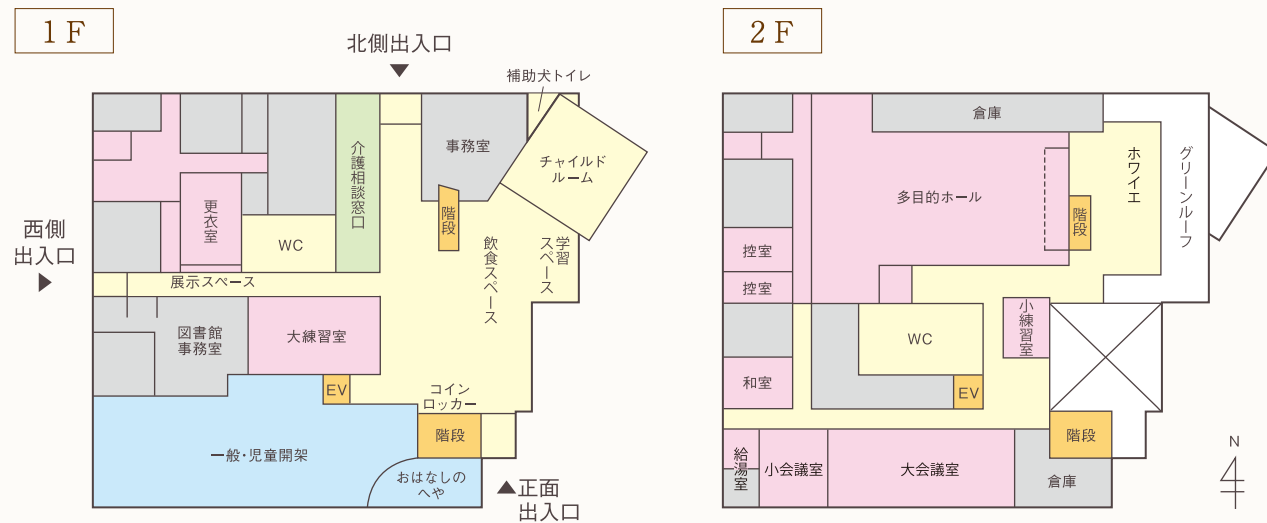 1F
北側出入口
補助犬トイレ
事務室
チャイルド
ルーム
介護相談窓口
更衣室
階段
WC
西側
出入口
飲食スペース
学習
スペース
展示スペース
図書館
事務室
大練習室
EV
コイン
ロッカー
階段
一般・児童開架
おはなしの
へや
正面
出入口
2F
倉庫
ホワイエ
グリーンルーフ
多目的ホール
階段
控室
控室
小練習室
WC
和室
EV
階段
給湯室
小会議室
大会議室
倉庫
N